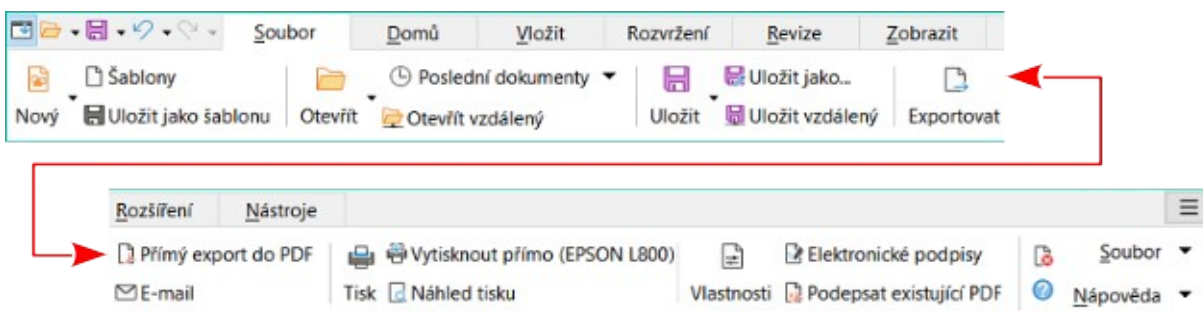 Soubor Domů Vložit Rozvržení Revize Zobrazit
Šablony Poslední dokumenty Uložit jako...
Nový Uložit jako šablonu Otevřít Otevřít vzdálený Uložit Uložit vzdálený Exportovat
Rozšíření Nástroje
Přímý export do PDF Vytisknout přímo (EPSON L800) Elektronické podpisy Soubor
E-mail Tisk Náhled tisku Vlastnosti Podepsat existující PDF Nápověda